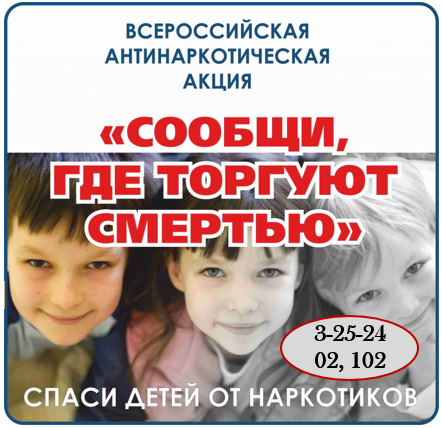 ВСЕРОССИЙСКАЯ
АНТИНАРКОТИЧЕСКАЯ
АКЦИЯ
«СООБЩИ,
ГДЕ ТОРГУЮТ
СМЕРТЬЮ»
3-25-24
02, 102
СПАСИ ДЕТЕЙ ОТ НАРКОТИКОВ